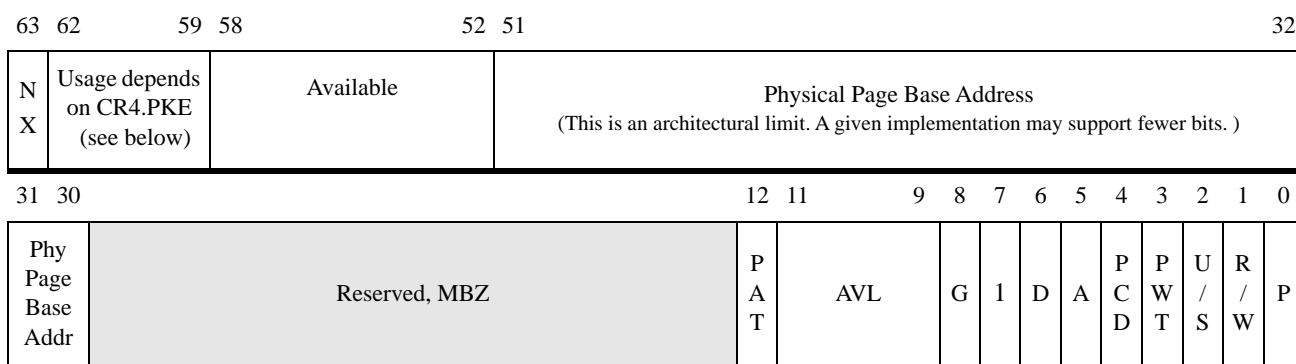 63 62 59 58 52 51 32
N X
Usage depends
on CR4.PKE
(see below)
Available
Physical Page Base Address
(This is an architectural limit. A given implementation may support fewer bits. )
31 30 12 11 9 8 7 6 5 4 3 2 1 0
Phy
Page
Base
Addr
Reserved, MBZ
P A T
AVL
G
1
D
A
P C D
P W T
U / S
R / W
P